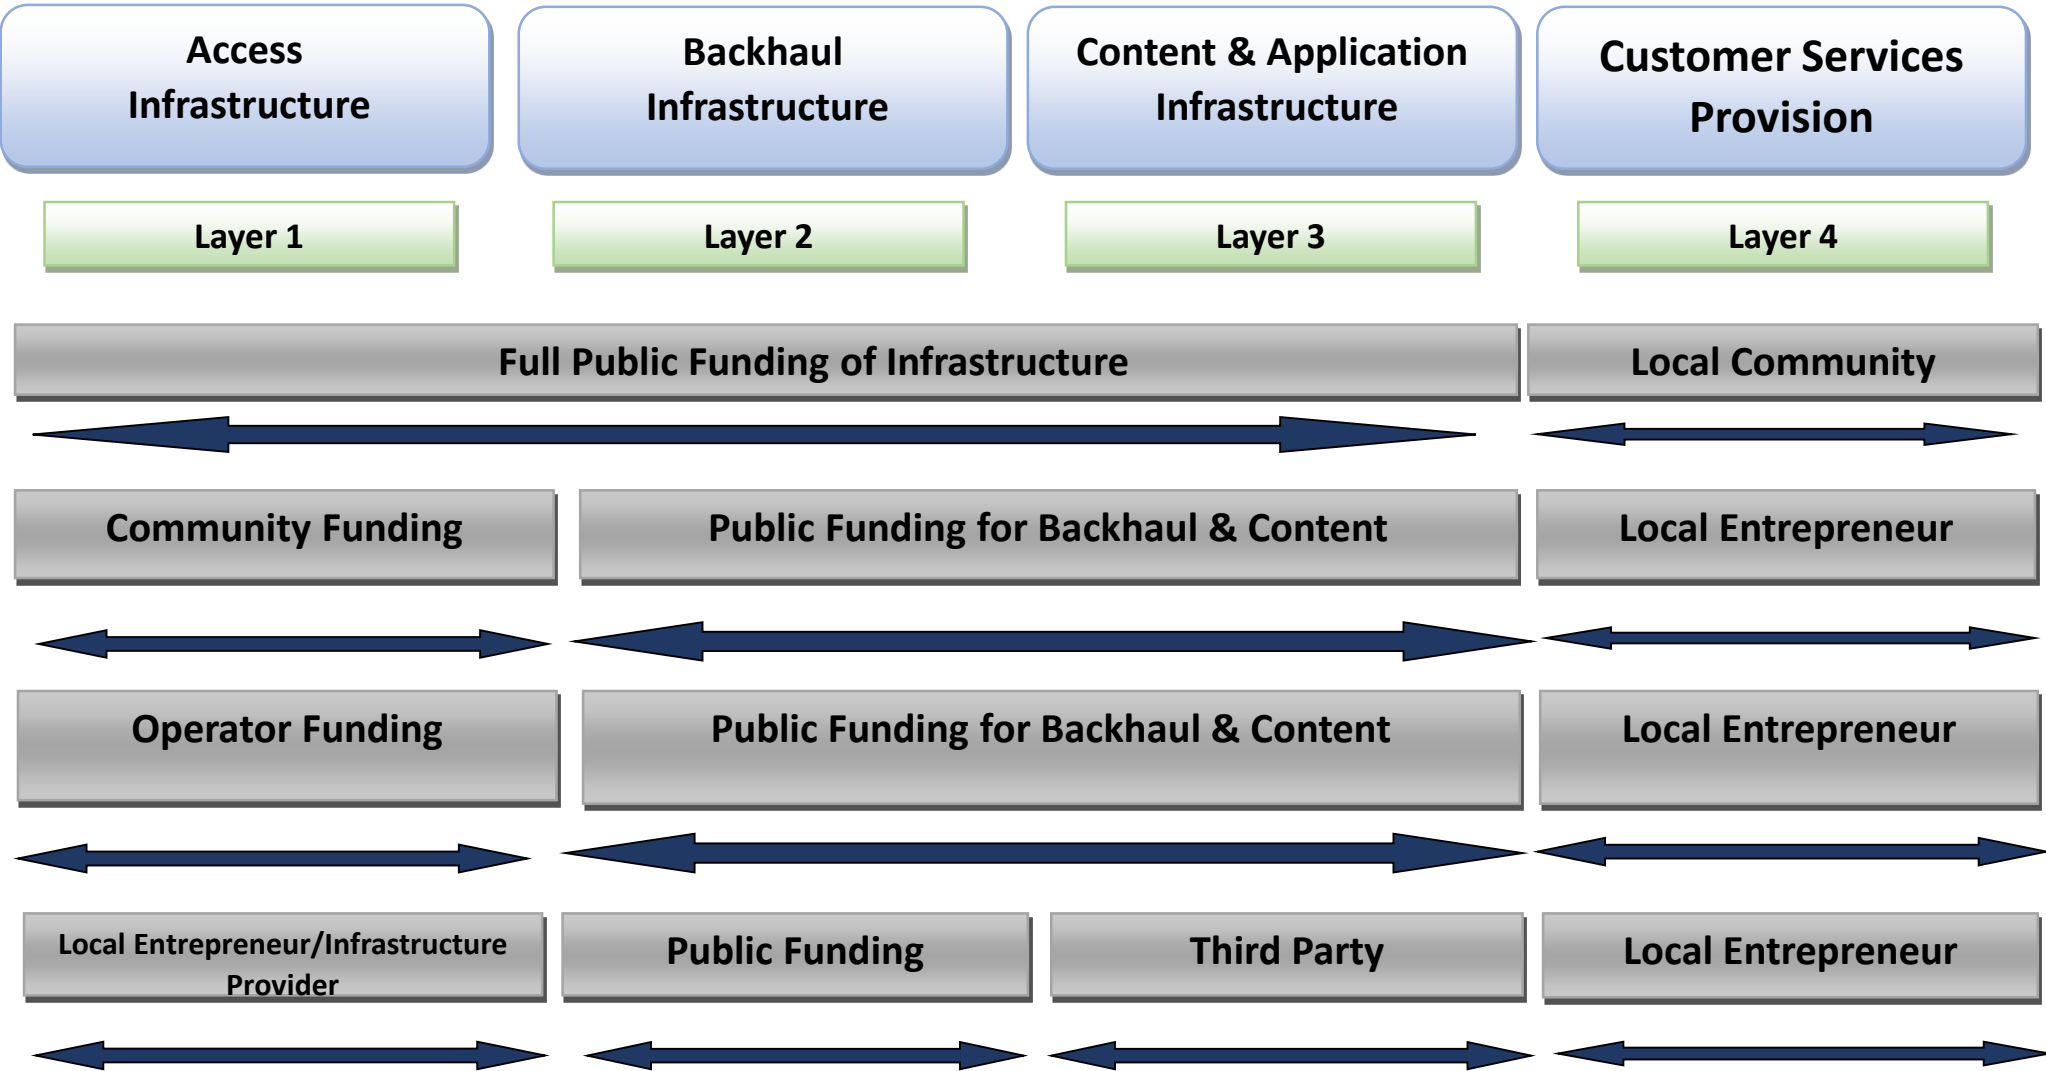 Access
Infrastructure
Backhaul
Infrastructure
Content & Application
Infrastructure
Customer Services
Provision
Layer 1
Layer 2
Layer 3
Layer 4
Full Public Funding of Infrastructure
Local Community
Community Funding
Public Funding for Backhaul & Content
Local Entrepreneur
Operator Funding
Public Funding for Backhaul & Content
Local Entrepreneur
Local Entrepreneur/Infrastructure
Provider
Public Funding
Third Party
Local Entrepreneur